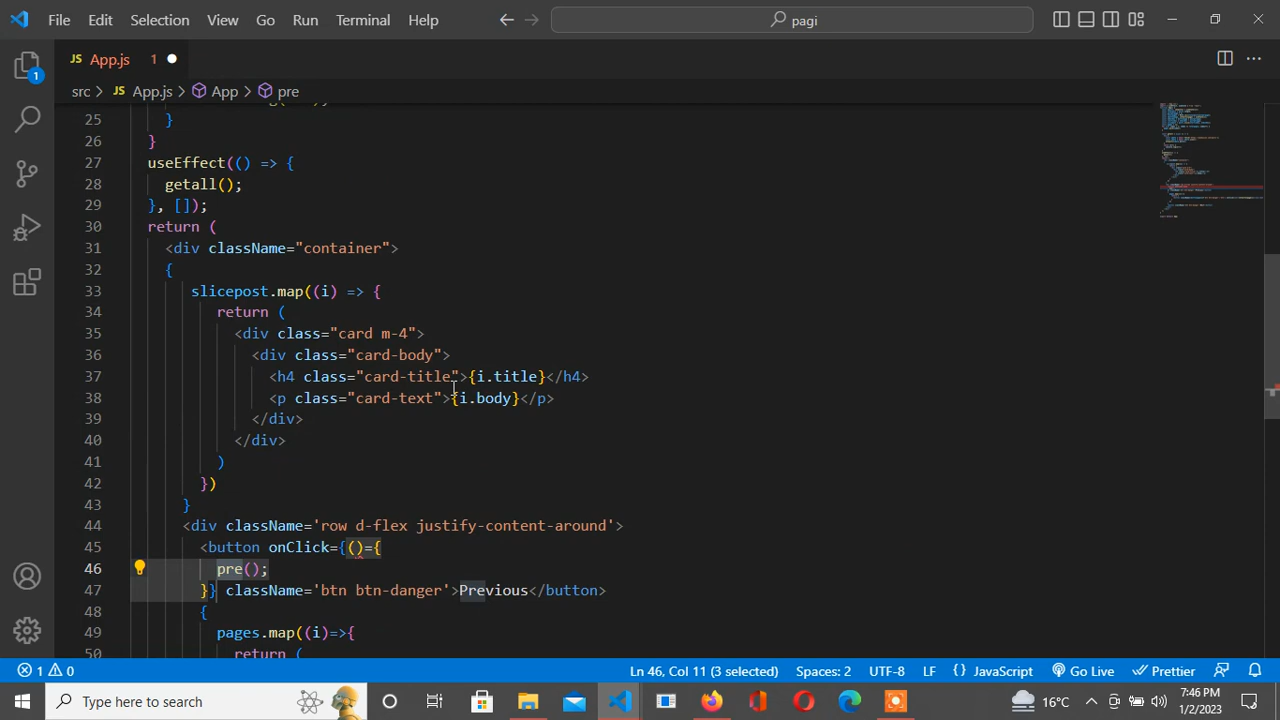 File Edit Selection View Go Run Terminal Help pagi
JS App.js 1
1
src > App.js > App > pre
25 }
26 }
27 useEffect(() => {
28 getall();
29 }, []);
30 return (
31 <div className="container">
32 {
33 slicepost.map((i) => {
34 return (
35 <div class="card m-4">
36 <div class="card-body">
37 <h4 class="card-title">{i.title}</h4>
38 <p class="card-text">{i.body}</p>
39 </div>
40 </div>
41 )
42 })
43 }
44 <div className='row d-flex justify-content-around'>
45 <button onClick={()={
46 pre();
47 }} className='btn btn-danger'>Previous</button>
48 {
49 pages.map((i)=>{
50 return (
1 0 Ln 46, Col 11 (3 selected) Spaces: 2 UTF-8 LF {} JavaScript Go Live Prettier
Type here to search 16°C 7:46 PM
1/2/2023